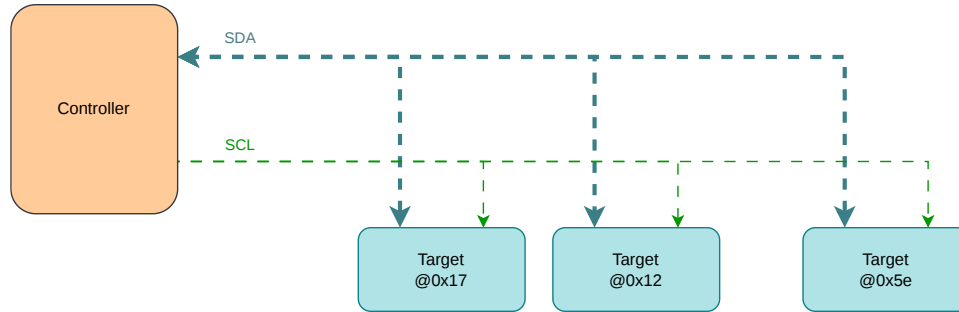 SDA
Controller
SCL
Target
@0x17
Target
@0x12
Target
@0x5e